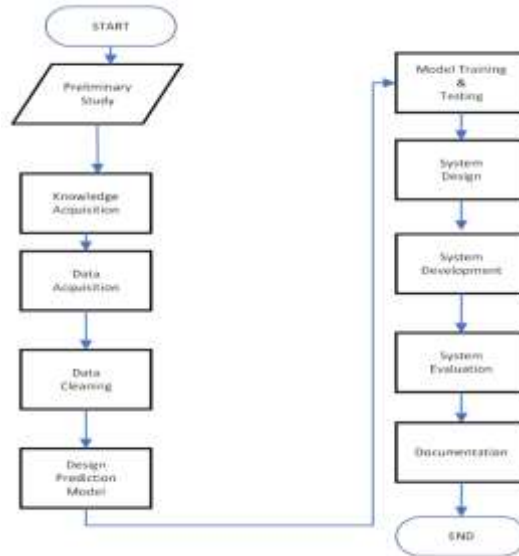 START
Preliminary
Study
Knowledge
Acquisition
Data
Acquisition
Data
Cleaning
Design
Prediction
Model
Model Training
&
Testing
System
Design
System
Development
System
Evaluation
Documentation
END